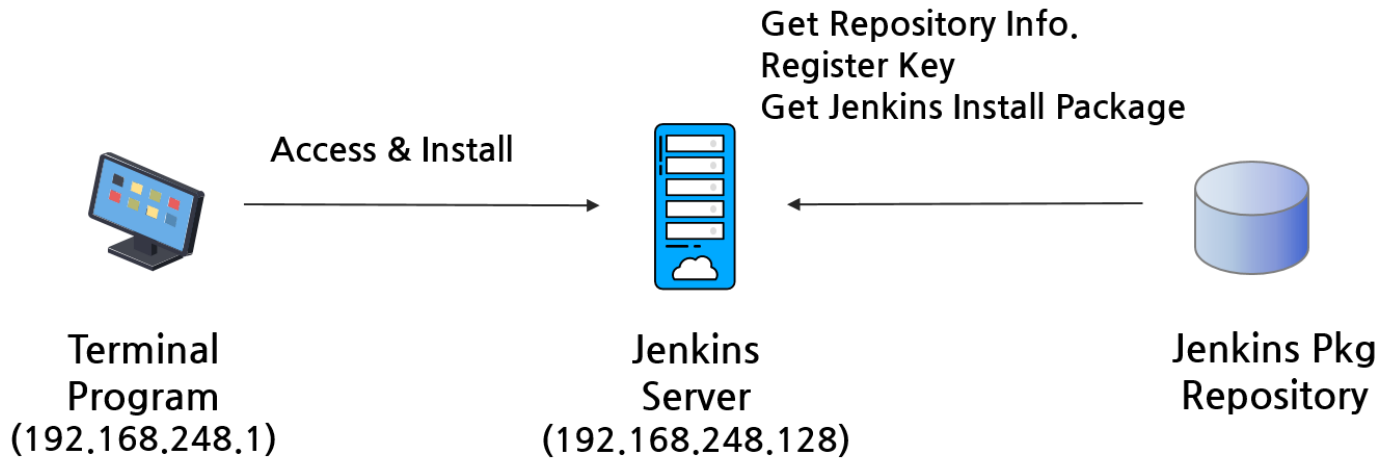 Get Repository Info.
Register Key
Get Jenkins Install Package
Access & Install
Terminal
Program
(192.168.248.1)
Jenkins
Server
(192.168.248.128)
Jenkins Pkg
Repository